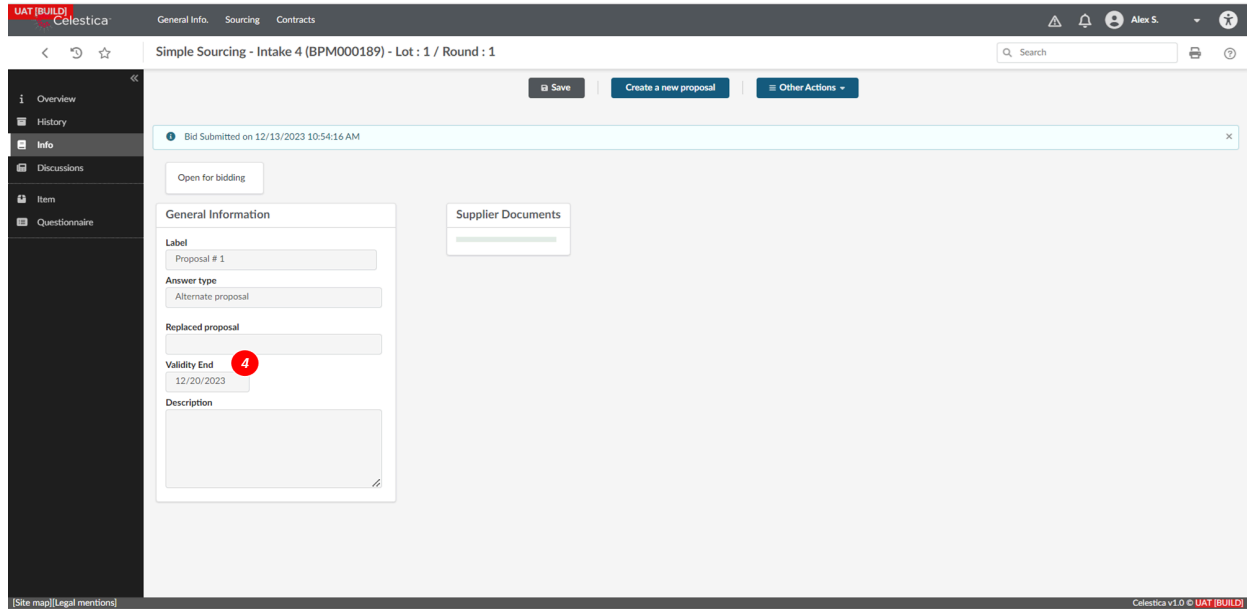 UAT [BUILD]
Celestica
General Info. Sourcing Contracts
Alex S.
Simple Sourcing - Intake 4 (BPM000189) - Lot : 1 / Round : 1
Search
Save
Create a new proposal
Other Actions
Overview
History
Info
Discussions
Item
Questionnaire
Bid Submitted on 12/13/2023 10:54:16 AM
Open for bidding
General Information
Label
Proposal # 1
Answer type
Alternate proposal
Replaced proposal
Validity End
4
12/20/2023
Description
Supplier Documents
[Site map][Legal mentions]
Celestica v1.0 © UAT [BUILD]